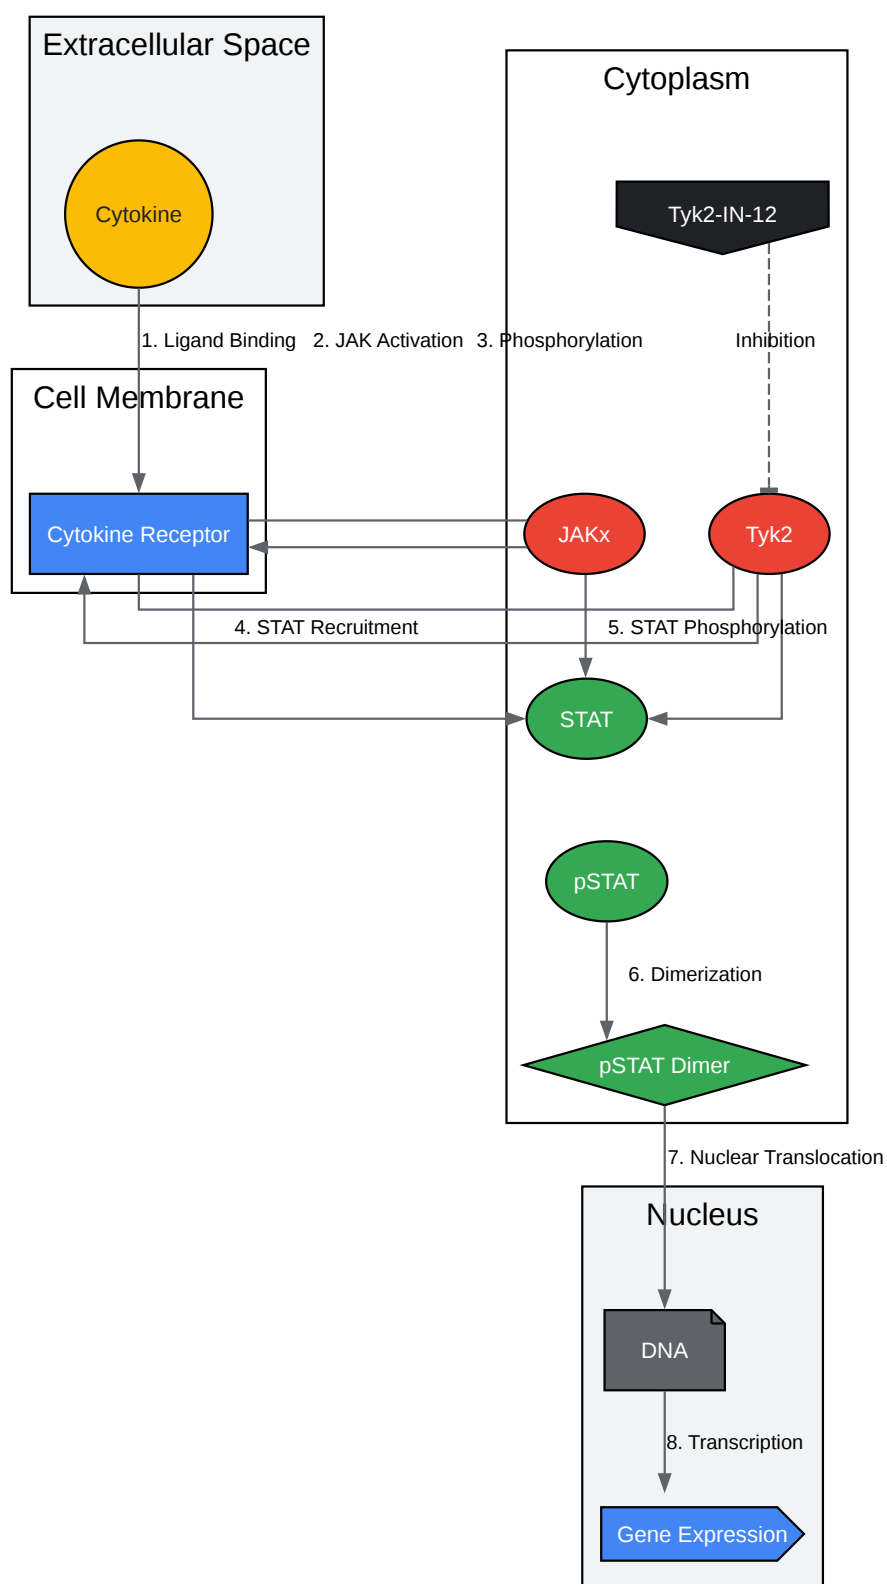 Extracellular Space
Cytoplasm
Cytokine
Tyk2-IN-12
1. Ligand Binding
2. JAK Activation
3. Phosphorylation
Inhibition
Cell Membrane
Cytokine Receptor
JAKx
Tyk2
4. STAT Recruitment
5. STAT Phosphorylation
STAT
pSTAT
6. Dimerization
pSTAT Dimer
7. Nuclear Translocation
Nucleus
DNA
8. Transcription
Gene Expression